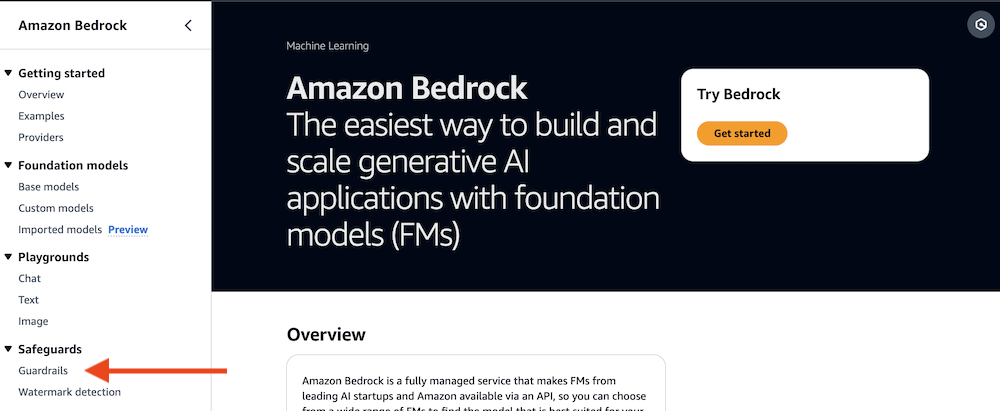 Amazon Bedrock
Getting started
Overview
Examples
Providers
Foundation models
Base models
Custom models
Imported models Preview
Playgrounds
Chat
Text
Image
Safeguards
Guardrails
Watermark detection
Machine Learning
Amazon Bedrock
The easiest way to build and
scale generative AI
applications with foundation
models (FMs)
Try Bedrock
Get started
Overview
Amazon Bedrock is a fully managed service that makes FMs from
leading AI startups and Amazon available via an API, so you can choose
from a wide range of FMs to find the model that is best suited for your